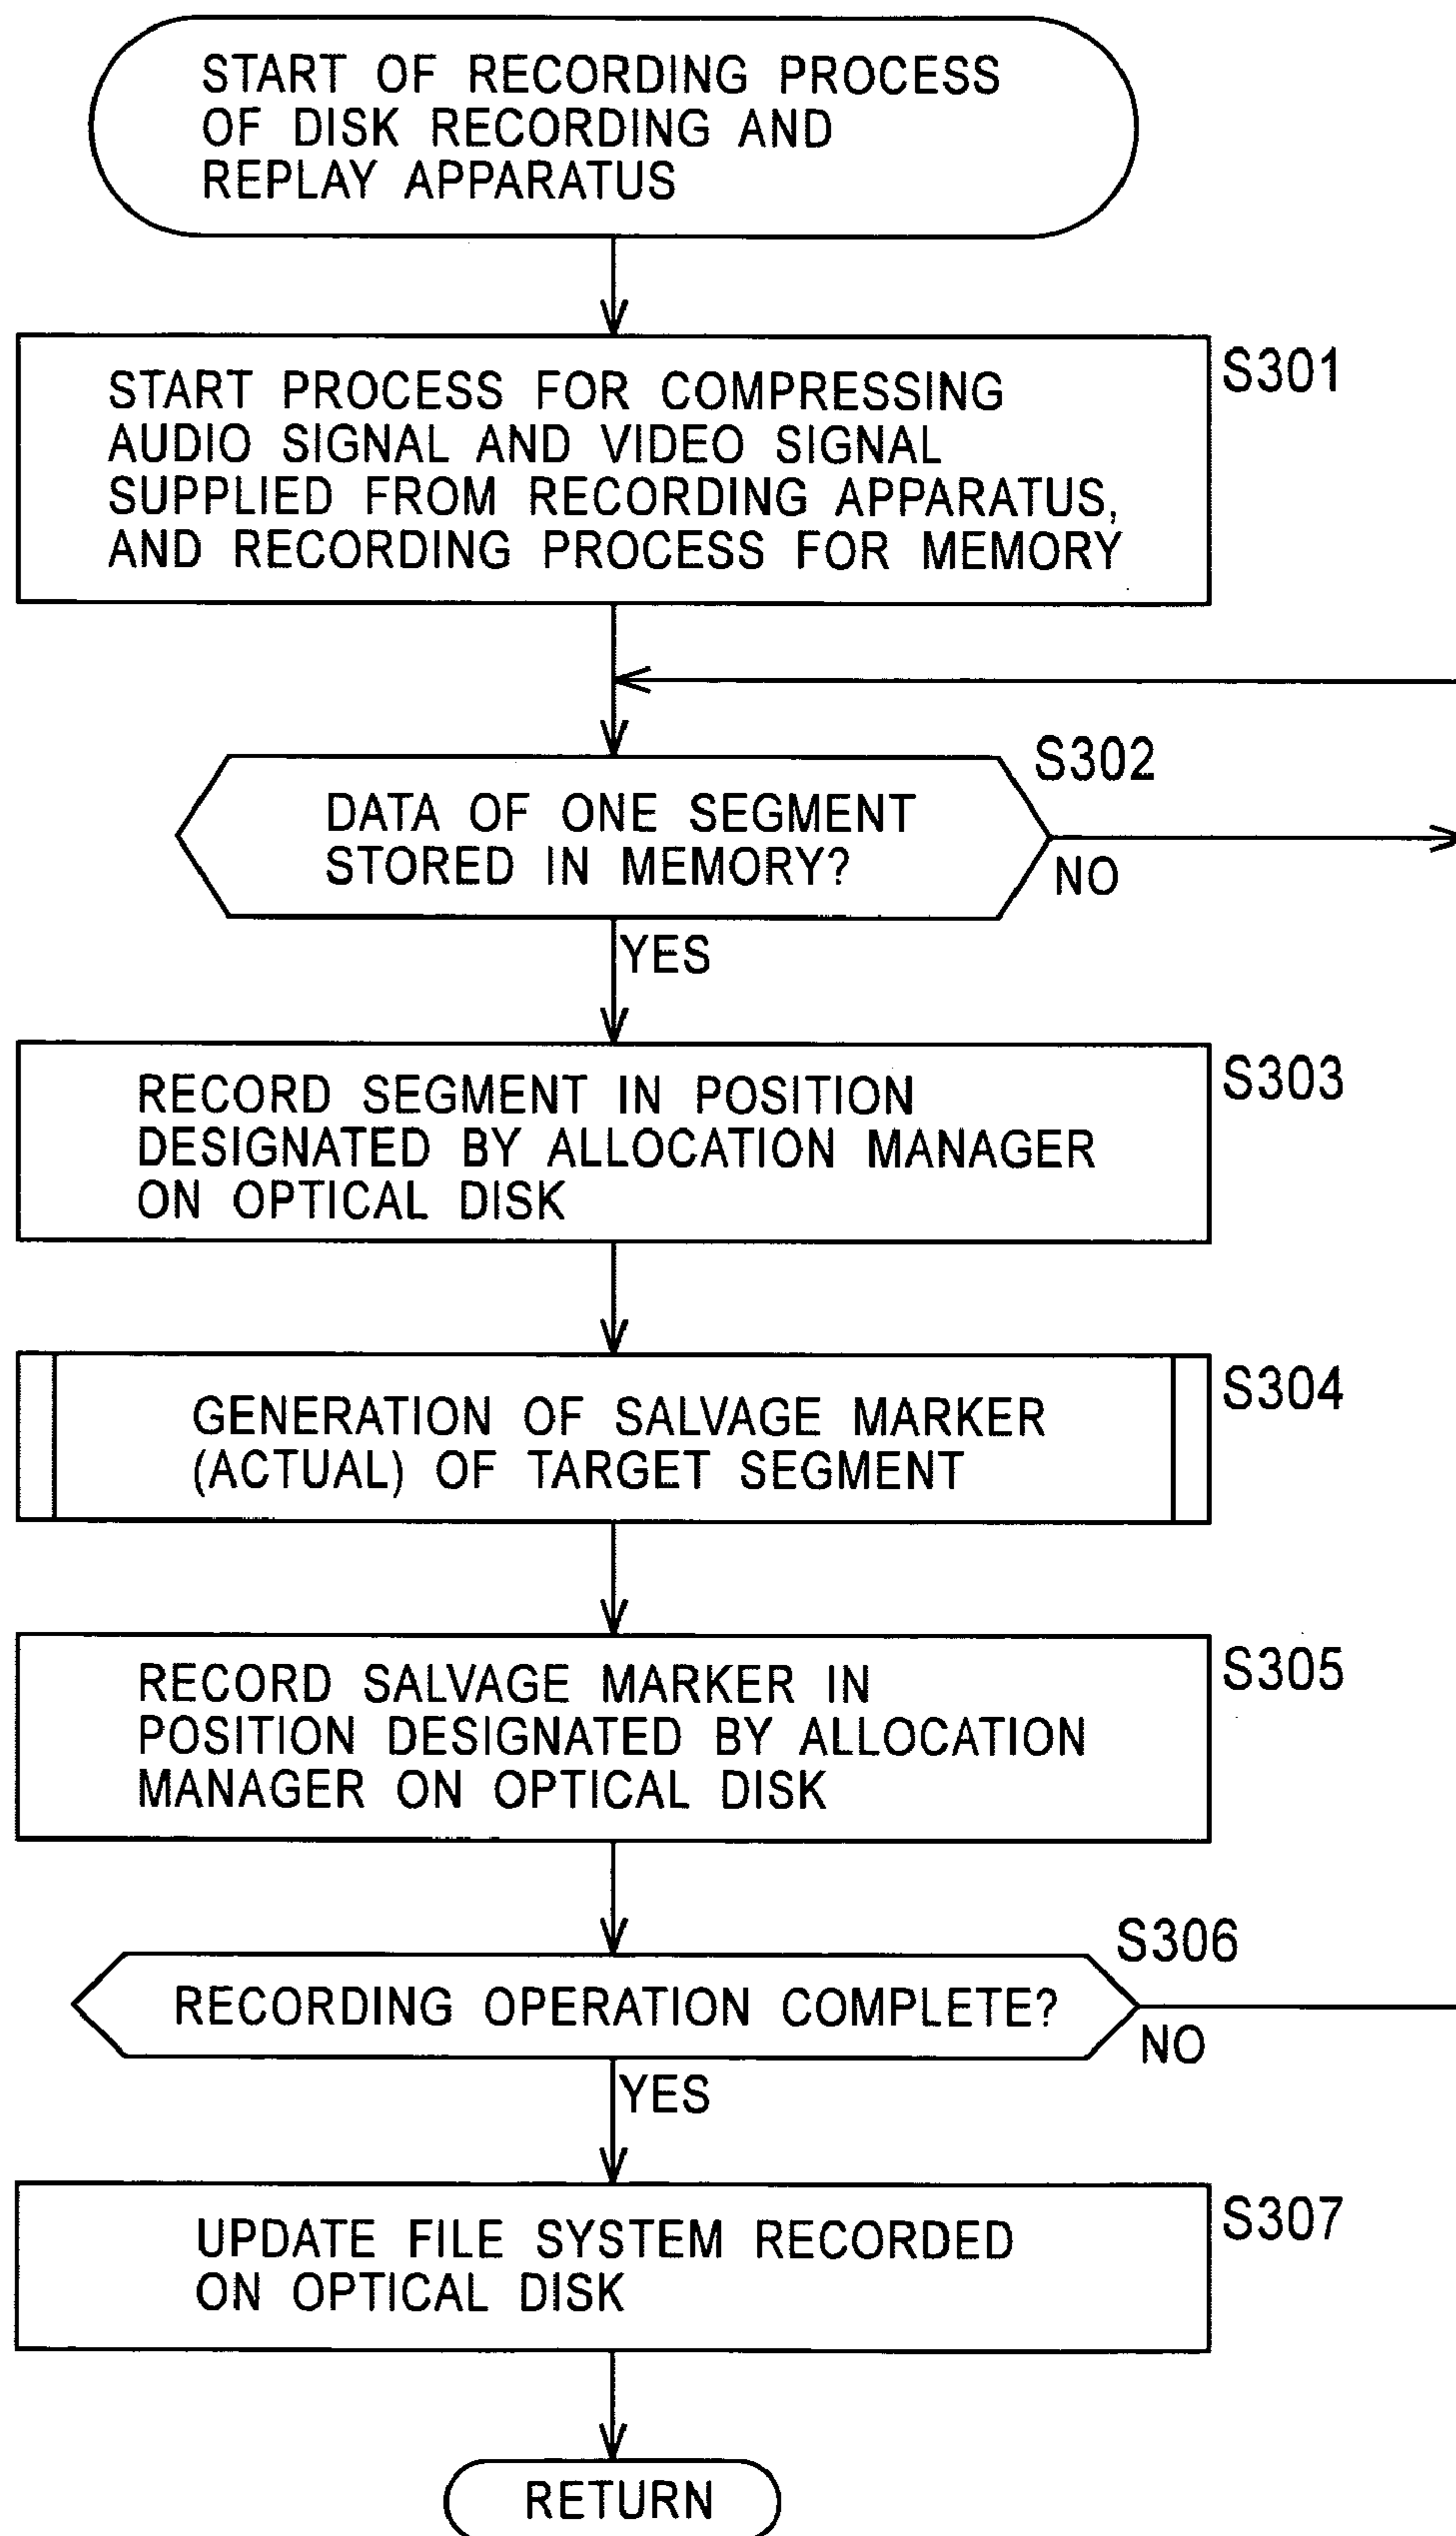 START OF RECORDING PROCESS
OF DISK RECORDING AND
REPLAY APPARATUS
S301
START PROCESS FOR COMPRESSING
AUDIO SIGNAL AND VIDEO SIGNAL
SUPPLIED FROM RECORDING APPARATUS,
AND RECORDING PROCESS FOR MEMORY
S302
DATA OF ONE SEGMENT
STORED IN MEMORY?
NO
YES
S303
RECORD SEGMENT IN POSITION
DESIGNATED BY ALLOCATION MANAGER
ON OPTICAL DISK
S304
GENERATION OF SALVAGE MARKER
(ACTUAL) OF TARGET SEGMENT
S305
RECORD SALVAGE MARKER IN
POSITION DESIGNATED BY ALLOCATION
MANAGER ON OPTICAL DISK
S306
RECORDING OPERATION COMPLETE?
NO
YES
S307
UPDATE FILE SYSTEM RECORDED
ON OPTICAL DISK
RETURN